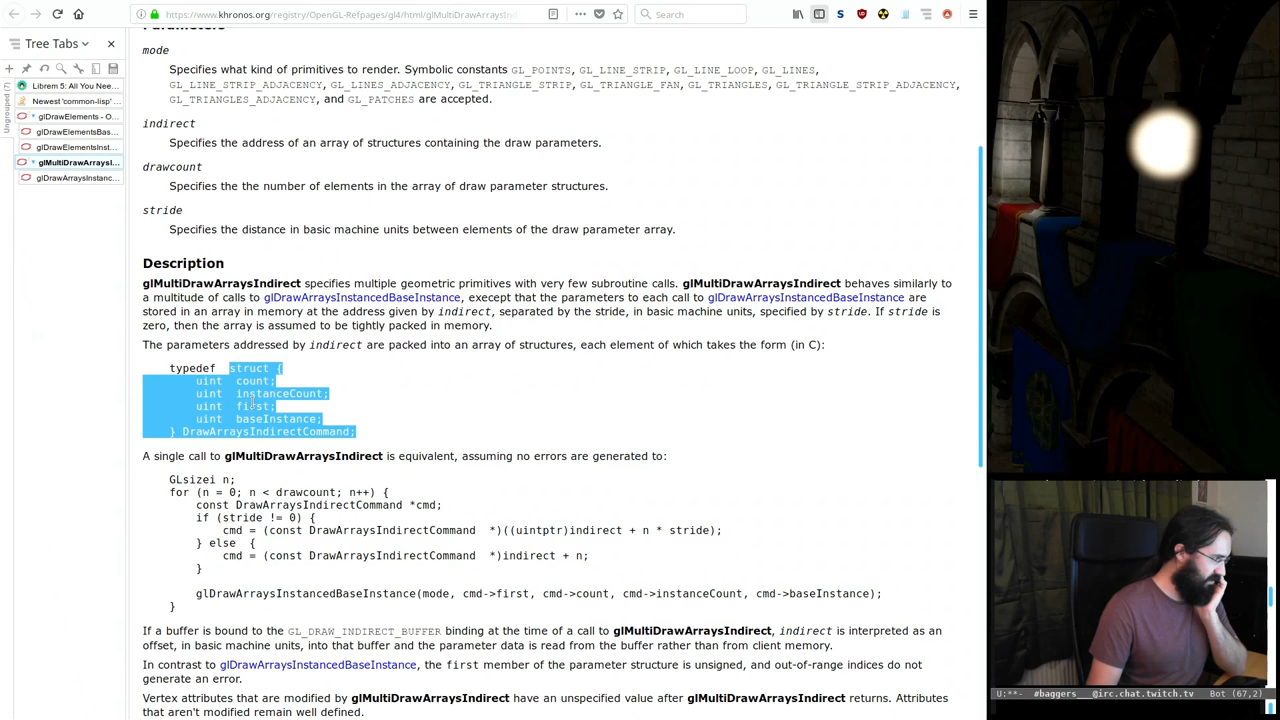 https://www.khronos.org/registry/OpenGL-Refpages/gl4/html/glMultiDrawArraysInd
Search
Tree Tabs
Ungrouped (7)
Librem 5: All You Nee...
Newest 'common-lisp' ...
glDrawElements - O...
glDrawElementsBas...
glDrawElementsInst...
glMultiDrawArraysI...
glDrawArraysInstanc...
Parameters
mode
Specifies what kind of primitives to render. Symbolic constants GL_POINTS, GL_LINE_STRIP, GL_LINE_LOOP, GL_LINES,
GL_LINE_STRIP_ADJACENCY, GL_LINES_ADJACENCY, GL_TRIANGLE_STRIP, GL_TRIANGLE_FAN, GL_TRIANGLES, GL_TRIANGLE_STRIP_ADJACENCY,
GL_TRIANGLES_ADJACENCY, and GL_PATCHES are accepted.
indirect
Specifies the address of an array of structures containing the draw parameters.
drawcount
Specifies the the number of elements in the array of draw parameter structures.
stride
Specifies the distance in basic machine units between elements of the draw parameter array.
Description
glMultiDrawArraysIndirect specifies multiple geometric primitives with very few subroutine calls. glMultiDrawArraysIndirect behaves similarly to
a multitude of calls to glDrawArraysInstancedBaseInstance, execept that the parameters to each call to glDrawArraysInstancedBaseInstance are
stored in an array in memory at the address given by indirect, separated by the stride, in basic machine units, specified by stride. If stride is
zero, then the array is assumed to be tightly packed in memory.
The parameters addressed by indirect are packed into an array of structures, each element of which takes the form (in C):
typedef  struct {
uint  count;
uint  instanceCount;
uint  first;
uint  baseInstance;
} DrawArraysIndirectCommand;
A single call to glMultiDrawArraysIndirect is equivalent, assuming no errors are generated to:
GLsizei n;
for (n = 0; n < drawcount; n++) {
const DrawArraysIndirectCommand *cmd;
if (stride != 0) {
cmd = (const DrawArraysIndirectCommand  *)((uintptr)indirect + n * stride);
} else  {
cmd = (const DrawArraysIndirectCommand  *)indirect + n;
}
glDrawArraysInstancedBaseInstance(mode, cmd->first, cmd->count, cmd->instanceCount, cmd->baseInstance);
}
If a buffer is bound to the GL_DRAW_INDIRECT_BUFFER binding at the time of a call to glMultiDrawArraysIndirect, indirect is interpreted as an
offset, in basic machine units, into that buffer and the parameter data is read from the buffer rather than from client memory.
In contrast to glDrawArraysInstancedBaseInstance, the first member of the parameter structure is unsigned, and out-of-range indices do not
generate an error.
Vertex attributes that are modified by glMultiDrawArraysIndirect have an unspecified value after glMultiDrawArraysIndirect returns. Attributes
that aren't modified remain well defined.
U:**-  #baggers___@irc.chat.twitch.tv  Bot (67,2)